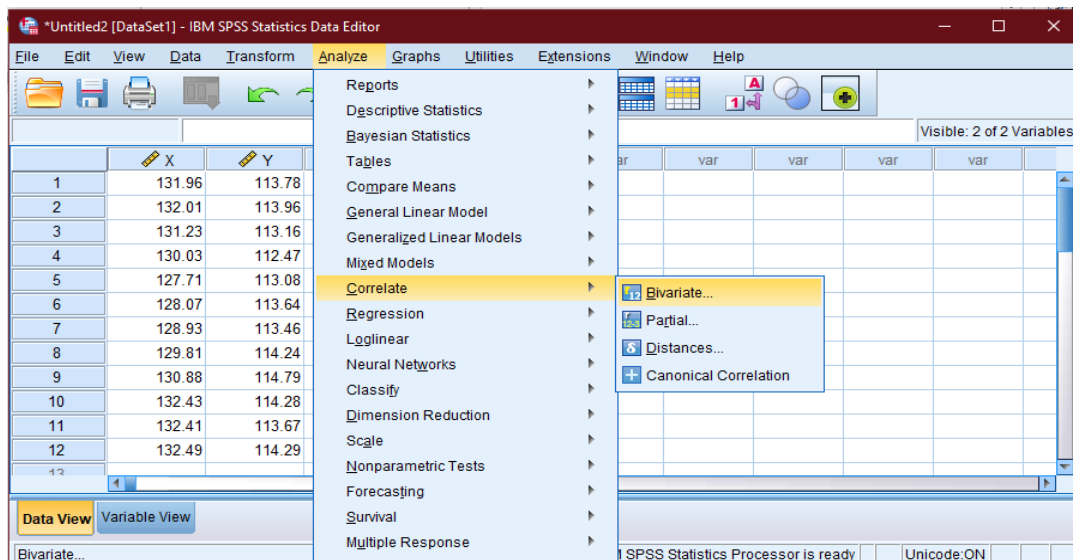 *Untitled2 [DataSet1] - IBM SPSS Statistics Data Editor
File Edit View Data Transform Analyze Graphs Utilities Extensions Window Help
Visible: 2 of 2 Variables
X Y var var var var
1 131.96 113.78
2 132.01 113.96
3 131.23 113.16
4 130.03 112.47
5 127.71 113.08
6 128.07 113.64
7 128.93 113.46
8 129.81 114.24
9 130.88 114.79
10 132.43 114.28
11 132.41 113.67
12 132.49 114.29
13
Reports
Descriptive Statistics
Bayesian Statistics
Tables
Compare Means
General Linear Model
Generalized Linear Models
Mixed Models
Correlate
Regression
Loglinear
Neural Networks
Classify
Dimension Reduction
Scale
Nonparametric Tests
Forecasting
Survival
Multiple Response
Bivariate...
Partial...
Distances...
Canonical Correlation
Data View Variable View
Bivariate... SPSS Statistics Processor is ready Unicode:ON